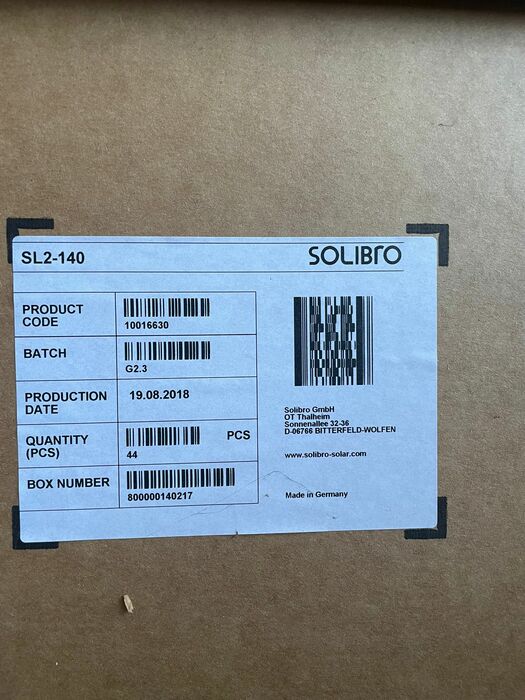 SL2-140
SOLIBRO
PRODUCT
CODE
10016630
BATCH
G2.3
PRODUCTION
DATE
19.08.2018
QUANTITY
(PCS)
PCS
44
BOX NUMBER
800000140217
Solibro GmbH
OT Thalheim
Sonnenallee 32-36
D-06766 BITTERFELD-WOLFEN
www.solibro-solar.com
Made in Germany